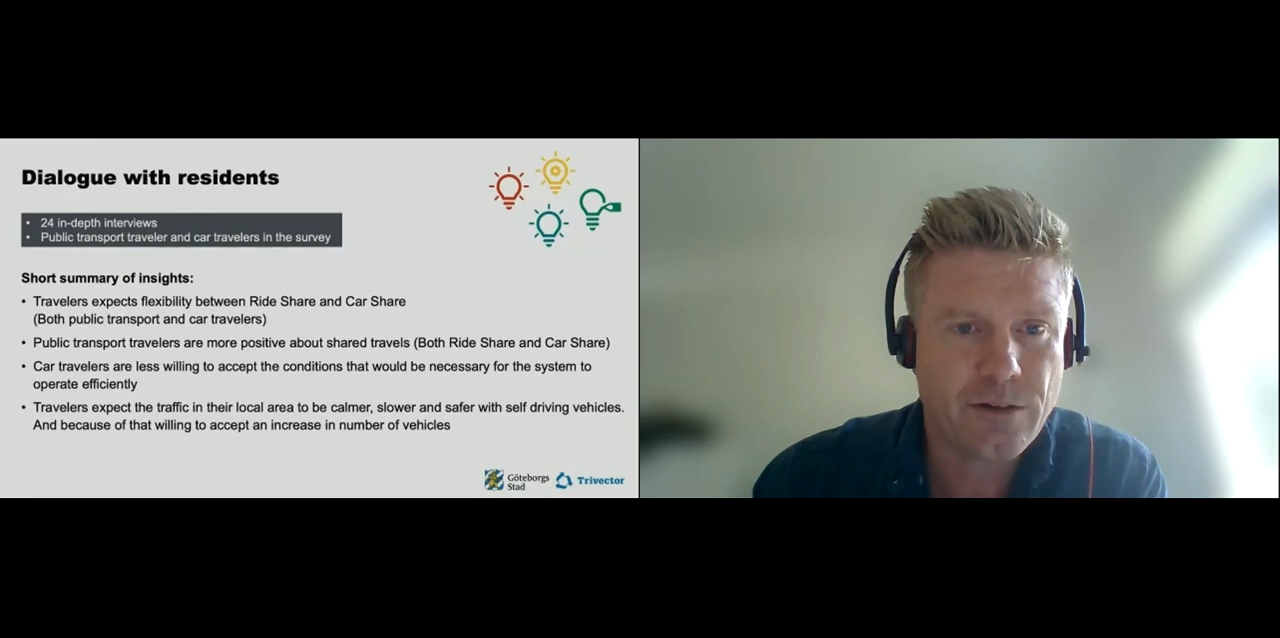 Dialogue with residents
• 24 in-depth interviews
• Public transport traveler and car travelers in the survey
Short summary of insights:
• Travelers expects flexibility between Ride Share and Car Share
(Both public transport and car travelers)
• Public transport travelers are more positive about shared travels (Both Ride Share and Car Share)
• Car travelers are less willing to accept the conditions that would be necessary for the system to
operate efficiently
• Travelers expect the traffic in their local area to be calmer, slower and safer with self driving vehicles.
And because of that willing to accept an increase in number of vehicles
Göteborgs
Stad
Trivector